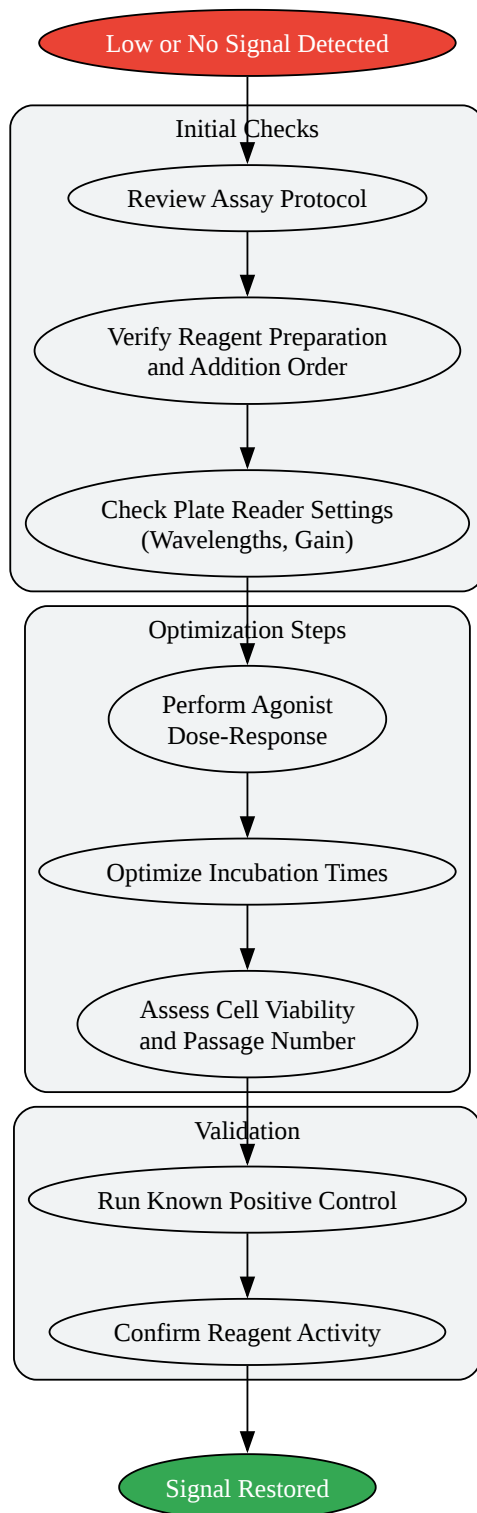 Low or No Signal Detected
Initial Checks
Review Assay Protocol
Verify Reagent Preparation
and Addition Order
Check Plate Reader Settings
(Wavelengths, Gain)
Optimization Steps
Perform Agonist
Dose-Response
Optimize Incubation Times
Assess Cell Viability
and Passage Number
Validation
Run Known Positive Control
Confirm Reagent Activity
Signal Restored